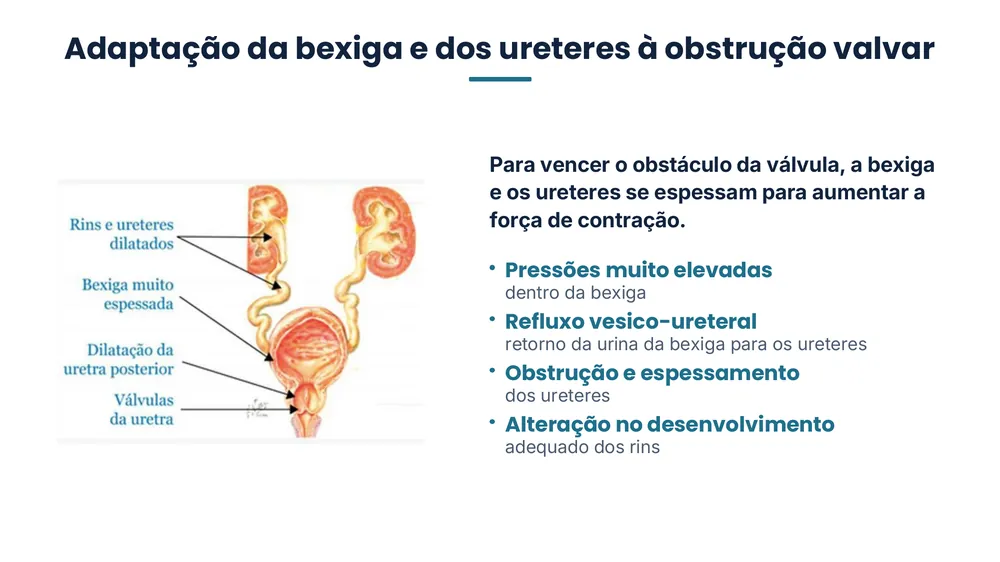 Adaptação da bexiga e dos ureteres à obstrução valvar
Rins e ureteres
dilatados
Bexiga muito
espessada
Dilatação da
uretra posterior
Válvulas
da uretra
Para vencer o obstáculo da válvula, a bexiga
e os ureteres se espessam para aumentar a
força de contração.
• Pressões muito elevadas
dentro da bexiga
• Refluxo vesico-ureteral
retorno da urina da bexiga para os ureteres
• Obstrução e espessamento
dos ureteres
• Alteração no desenvolvimento
adequado dos rins